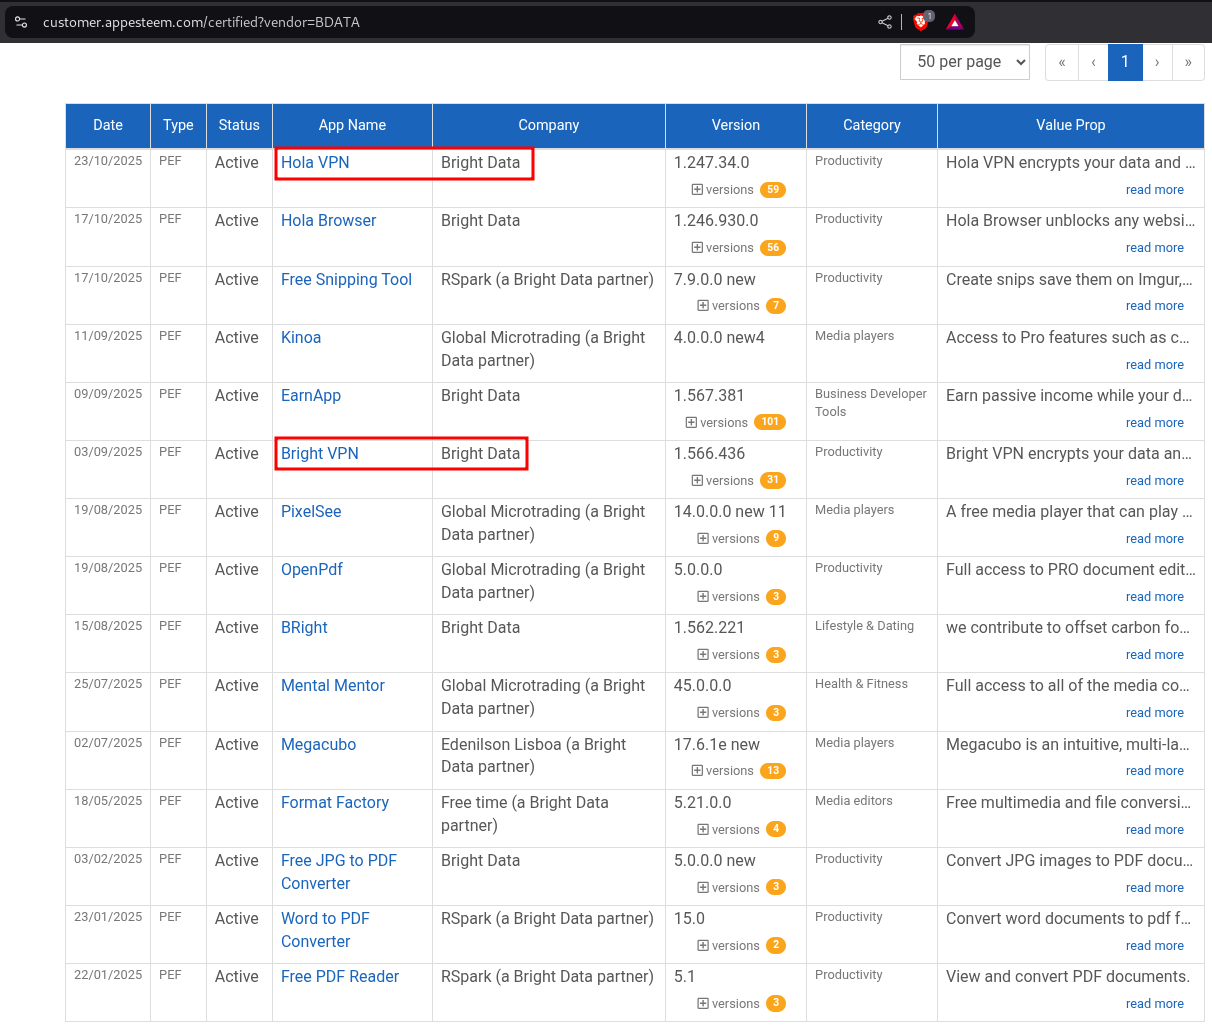 customer.appesteem.com/certified?vendor=BDATA
1
50 per page
« ‹ 1 › »
Date Type Status App Name Company Version Category Value Prop
23/10/2025 PEF Active Hola VPN Bright Data 1.247.34.0 Productivity Hola VPN encrypts your data and ...
versions 59 read more
17/10/2025 PEF Active Hola Browser Bright Data 1.246.930.0 Productivity Hola Browser unblocks any websi...
versions 56 read more
17/10/2025 PEF Active Free Snipping Tool RSpark (a Bright Data partner) 7.9.0.0 new Productivity Create snips save them on Imgur,...
versions 7 read more
11/09/2025 PEF Active Kinoa Global Microtrading (a Bright 4.0.0.0 new4 Media players Access to Pro features such as c...
Data partner) read more
09/09/2025 PEF Active EarnApp Bright Data 1.567.381 Business Developer Earn passive income while your d...
Tools
versions 101 read more
03/09/2025 PEF Active Bright VPN Bright Data 1.566.436 Productivity Bright VPN encrypts your data an...
versions 31 read more
19/08/2025 PEF Active PixelSee Global Microtrading (a Bright 14.0.0.0 new 11 Media players A free media player that can play ...
Data partner) versions 9 read more
19/08/2025 PEF Active OpenPdf Global Microtrading (a Bright 5.0.0.0 Productivity Full access to PRO document edit...
Data partner) versions 3 read more
15/08/2025 PEF Active BRight Bright Data 1.562.221 Lifestyle & Dating we contribute to offset carbon fo...
versions 3 read more
25/07/2025 PEF Active Mental Mentor Global Microtrading (a Bright 45.0.0.0 Health & Fitness Full access to all of the media co...
Data partner) versions 3 read more
02/07/2025 PEF Active Megacubo Edenilson Lisboa (a Bright 17.6.1e new Media players Megacubo is an intuitive, multi-la...
Data partner) versions 13 read more
18/05/2025 PEF Active Format Factory Free time (a Bright Data 5.21.0.0 Media editors Free multimedia and file conversi...
partner) versions 4 read more
03/02/2025 PEF Active Free JPG to PDF Bright Data 5.0.0.0 new Productivity Convert JPG images to PDF docu...
Converter versions 3 read more
23/01/2025 PEF Active Word to PDF RSpark (a Bright Data partner) 15.0 Productivity Convert word documents to pdf f...
Converter versions 2 read more
22/01/2025 PEF Active Free PDF Reader RSpark (a Bright Data partner) 5.1 Productivity View and convert PDF documents.
versions 3 read more